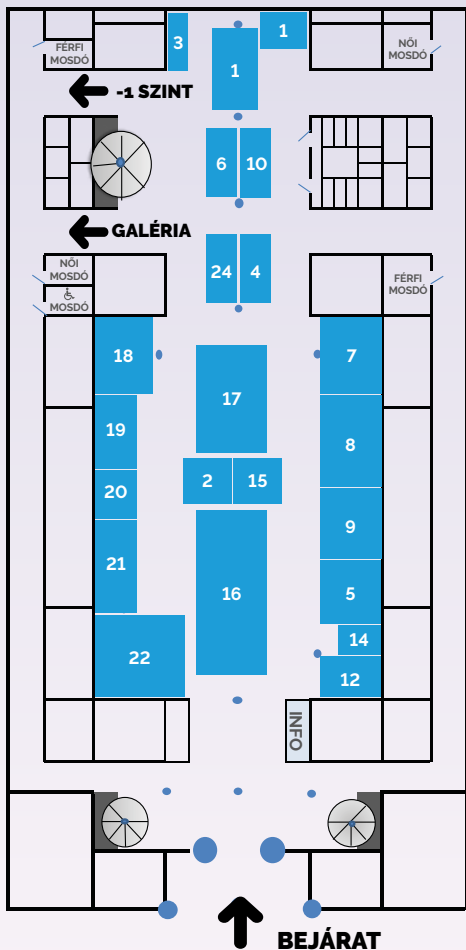 3
1
1
FÉRFI
MOSDÓ
NŐI
MOSDÓ
-1 SZINT
6
10
GALÉRIA
24
4
NŐI
MOSDÓ
MOSDÓ
FÉRFI
MOSDÓ
18
7
17
19
8
2
15
20
9
21
16
5
14
22
12
INFO
BEJÁRAT